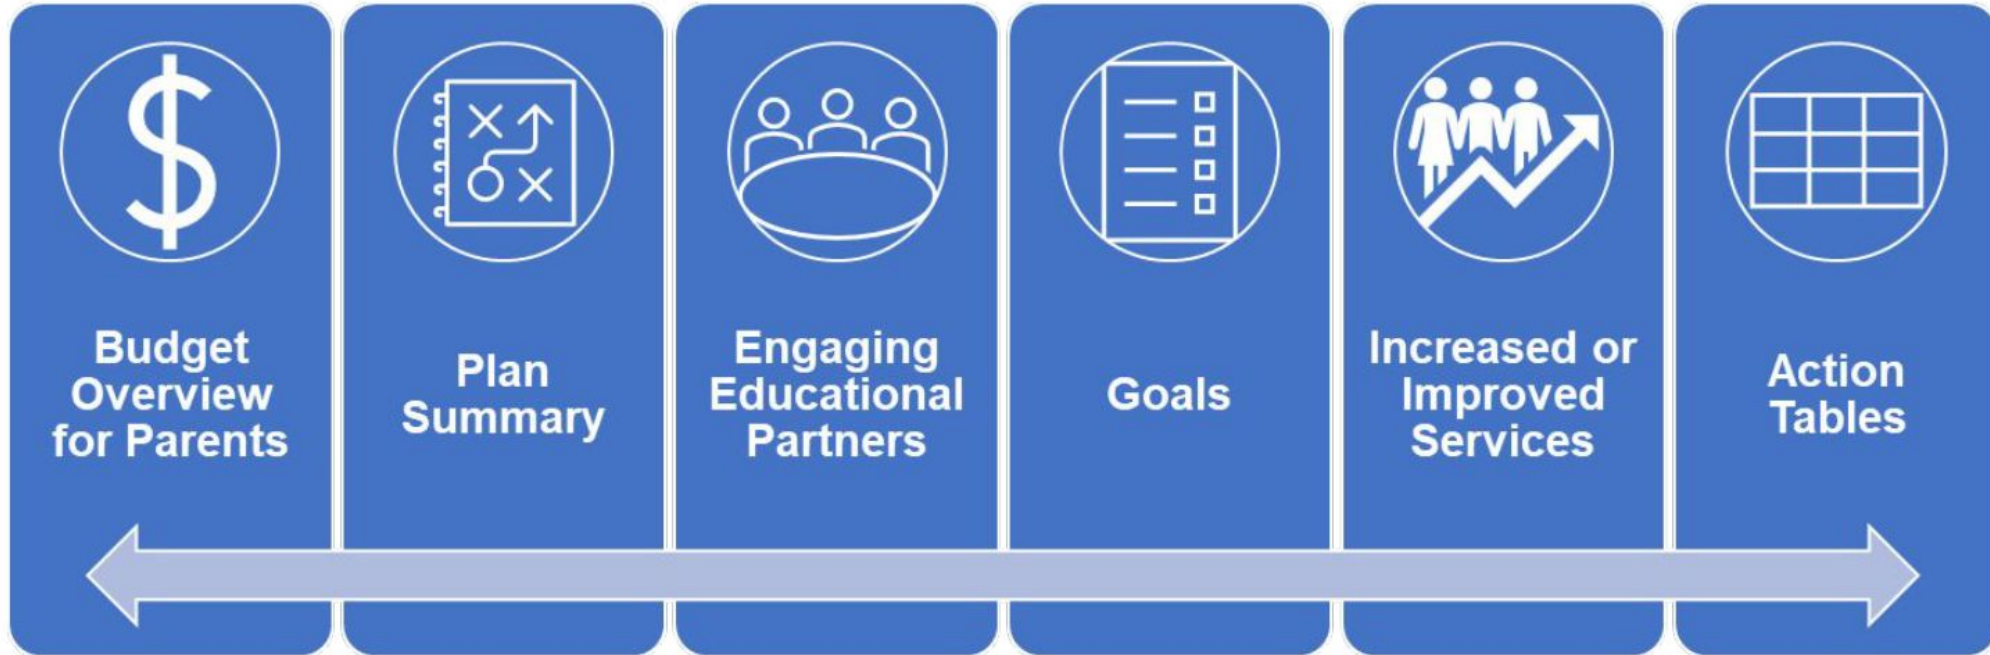 Budget
Overview
for Parents
Plan
Summary
Engaging
Educational
Partners
Goals
Increased or
Improved
Services
Action
Tables